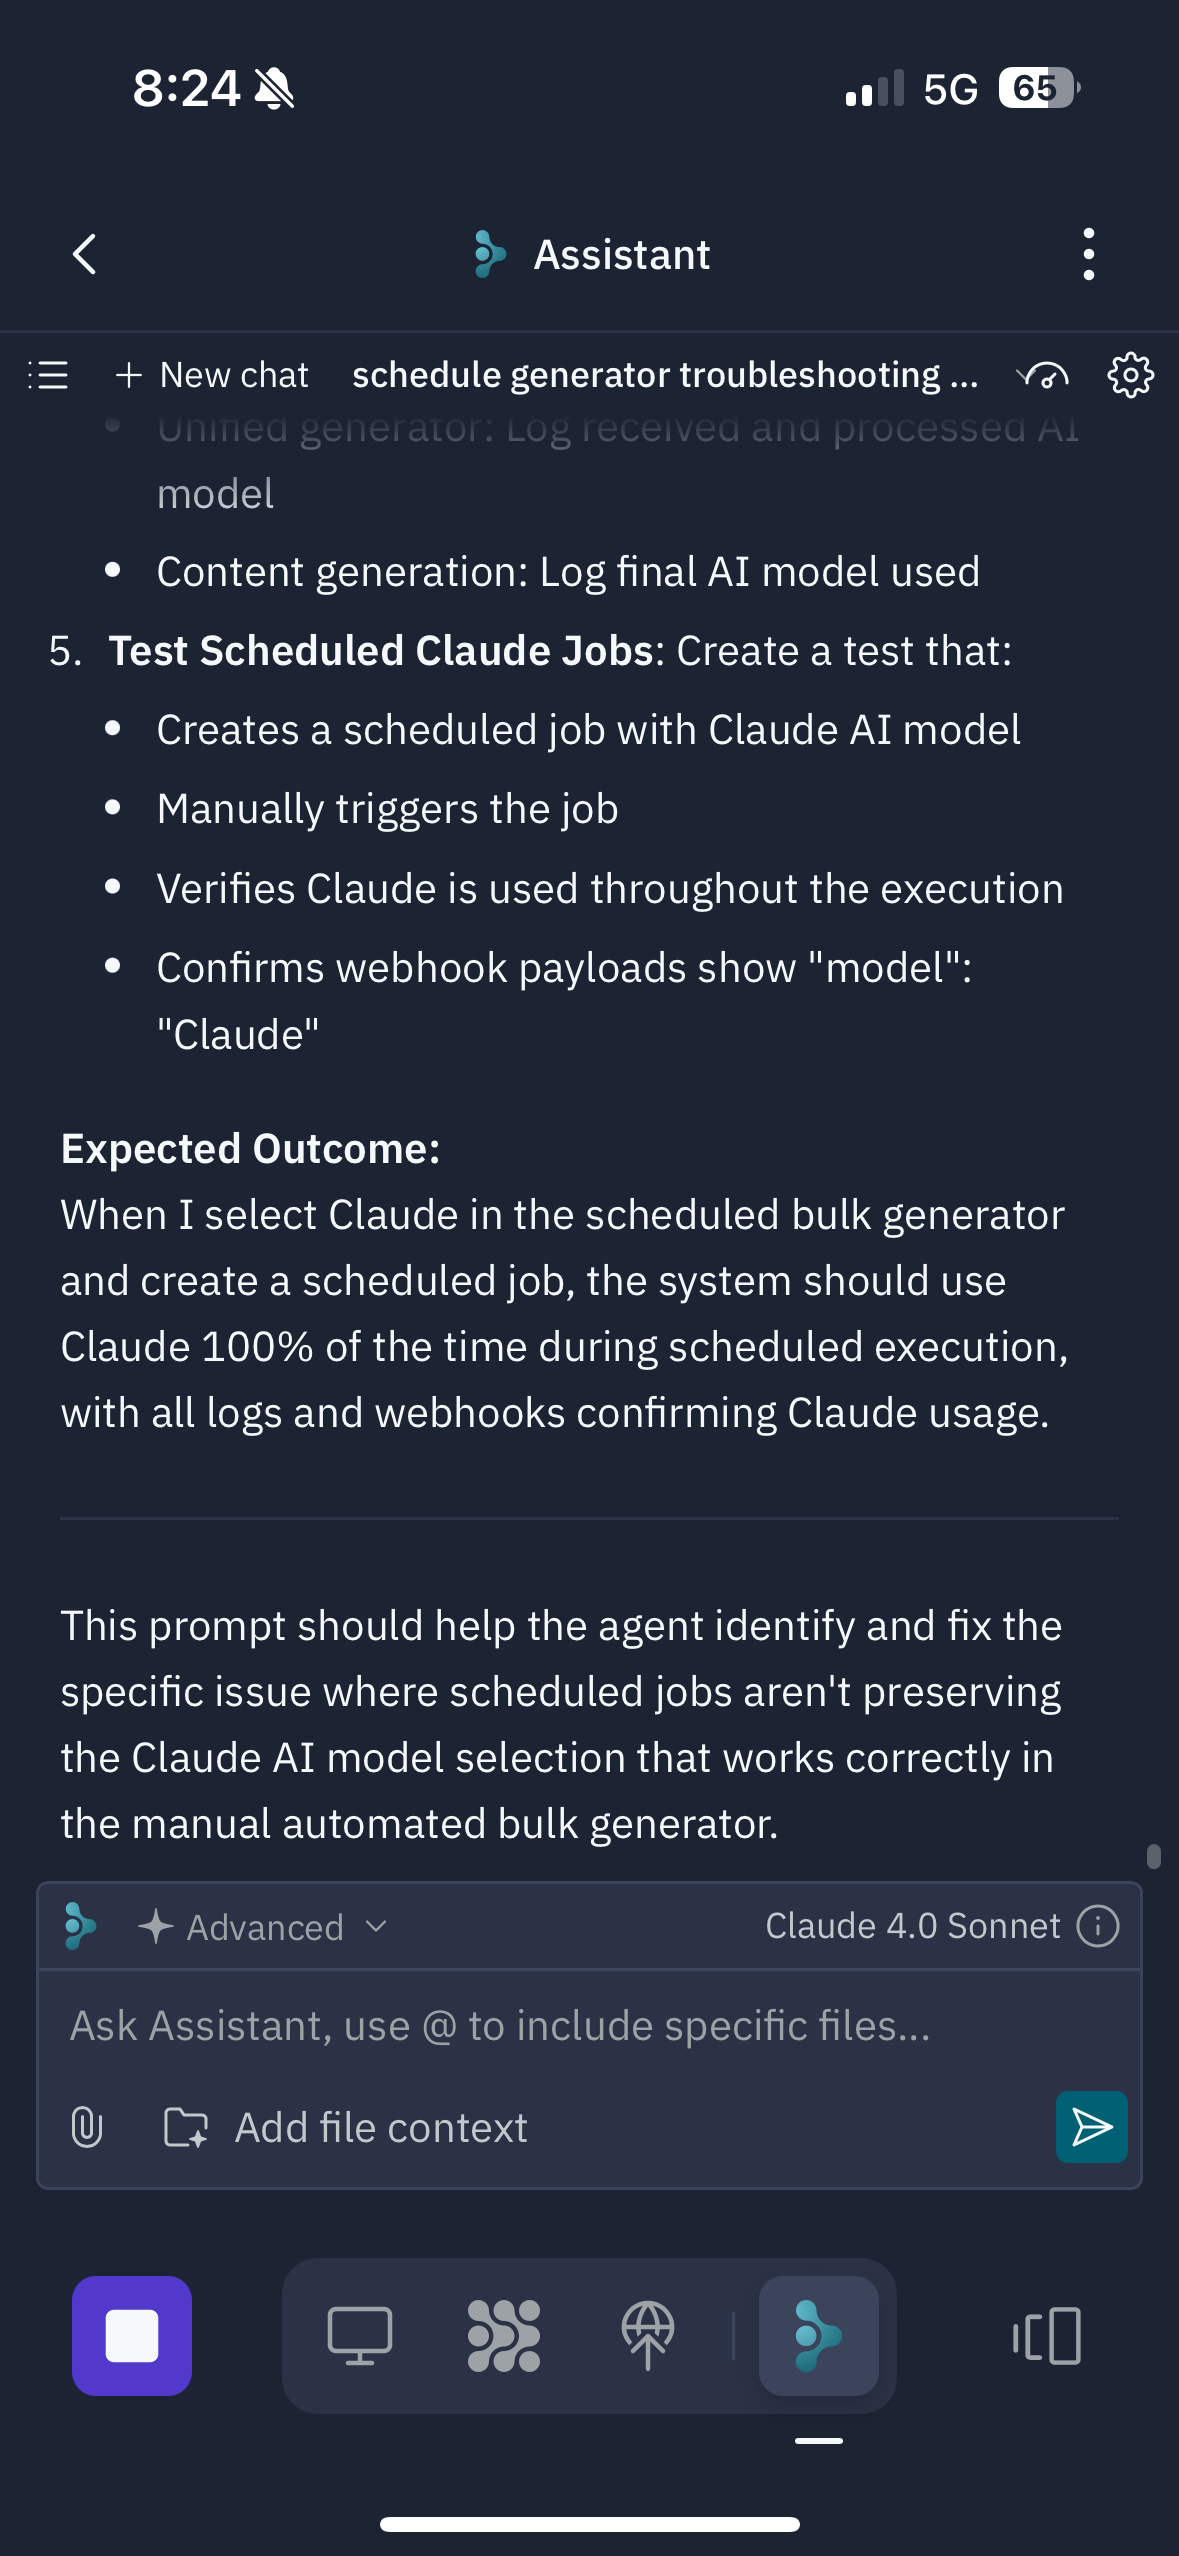 8:24
5G
65
Assistant
New chat
schedule generator troubleshooting ...
Unified generator: Log received and processed AI
model
Content generation: Log final AI model used
5. Test Scheduled Claude Jobs: Create a test that:
Creates a scheduled job with Claude AI model
Manually triggers the job
Verifies Claude is used throughout the execution
Confirms webhook payloads show "model":
"Claude"
Expected Outcome:
When I select Claude in the scheduled bulk generator
and create a scheduled job, the system should use
Claude 100% of the time during scheduled execution,
with all logs and webhooks confirming Claude usage.
This prompt should help the agent identify and fix the
specific issue where scheduled jobs aren't preserving
the Claude AI model selection that works correctly in
the manual automated bulk generator.
Advanced
Claude 4.0 Sonnet
Ask Assistant, use @ to include specific files...
Add file context